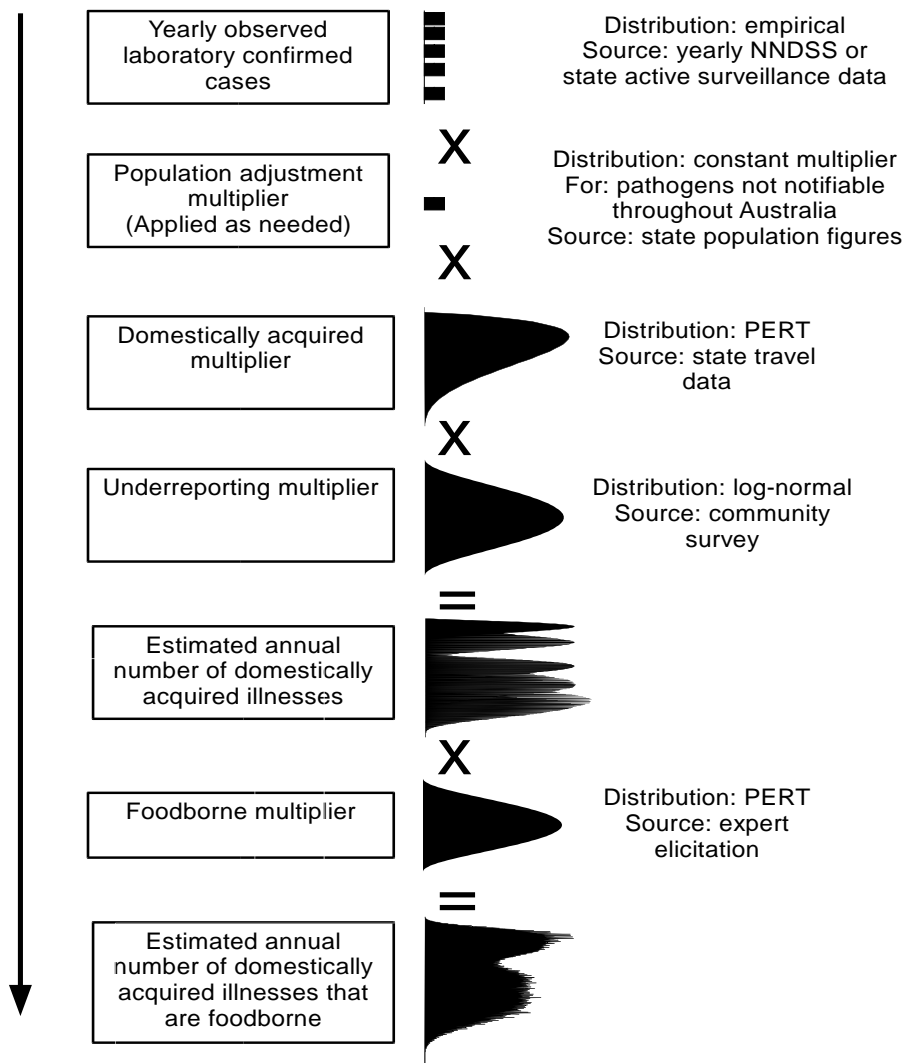 Yearly observed
laboratory confirmed
cases
Distribution: empirical
Source: yearly NNDSS or
state active surveillance data
X
Population adjustment
multiplier
(Applied as needed)
Distribution: constant multiplier
For: pathogens not notifiable
throughout Australia
Source: state population figures
X
Domestically acquired
multiplier
Distribution: PERT
Source: state travel
data
X
Underreporting multiplier
Distribution: log-normal
Source: community
survey
=
Estimated annual
number of domestically
acquired illnesses
X
Foodborne multiplier
Distribution: PERT
Source: expert
elicitation
=
Estimated annual
number of domestically
acquired illnesses that
are foodborne